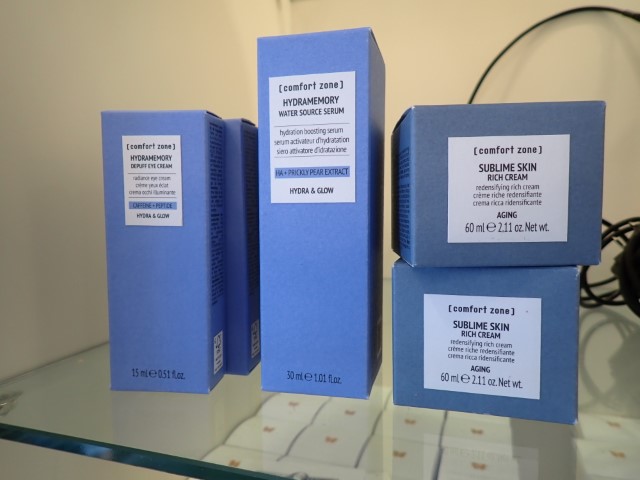 [comfort zone]
HYDRAMEMORY
DEPUFF EYE CREAM
radiance eye cream
crème yeux éclat
crema occhi illuminante
CAFFEINE + PEPTIDE
HYDRA & GLOW
15 ml ℮ 0.51 fl.oz.
[comfort zone]
HYDRAMEMORY
WATER SOURCE SERUM
hydration boosting serum
serum activateur d'hydratation
siero attivatore d'idratazione
HA + PRICKLY PEAR EXTRACT
HYDRA & GLOW
30 ml ℮ 1.01 fl.oz.
[comfort zone]
SUBLIME SKIN
RICH CREAM
redensifying rich cream
crème riche redensifiante
crema ricca ridensificante
AGING
60 ml ℮ 2.11 oz. Net wt.
[comfort zone]
SUBLIME SKIN
RICH CREAM
redensifying rich cream
crème riche redensifiante
crema ricca ridensificante
AGING
60 ml ℮ 2.11 oz. Net wt.